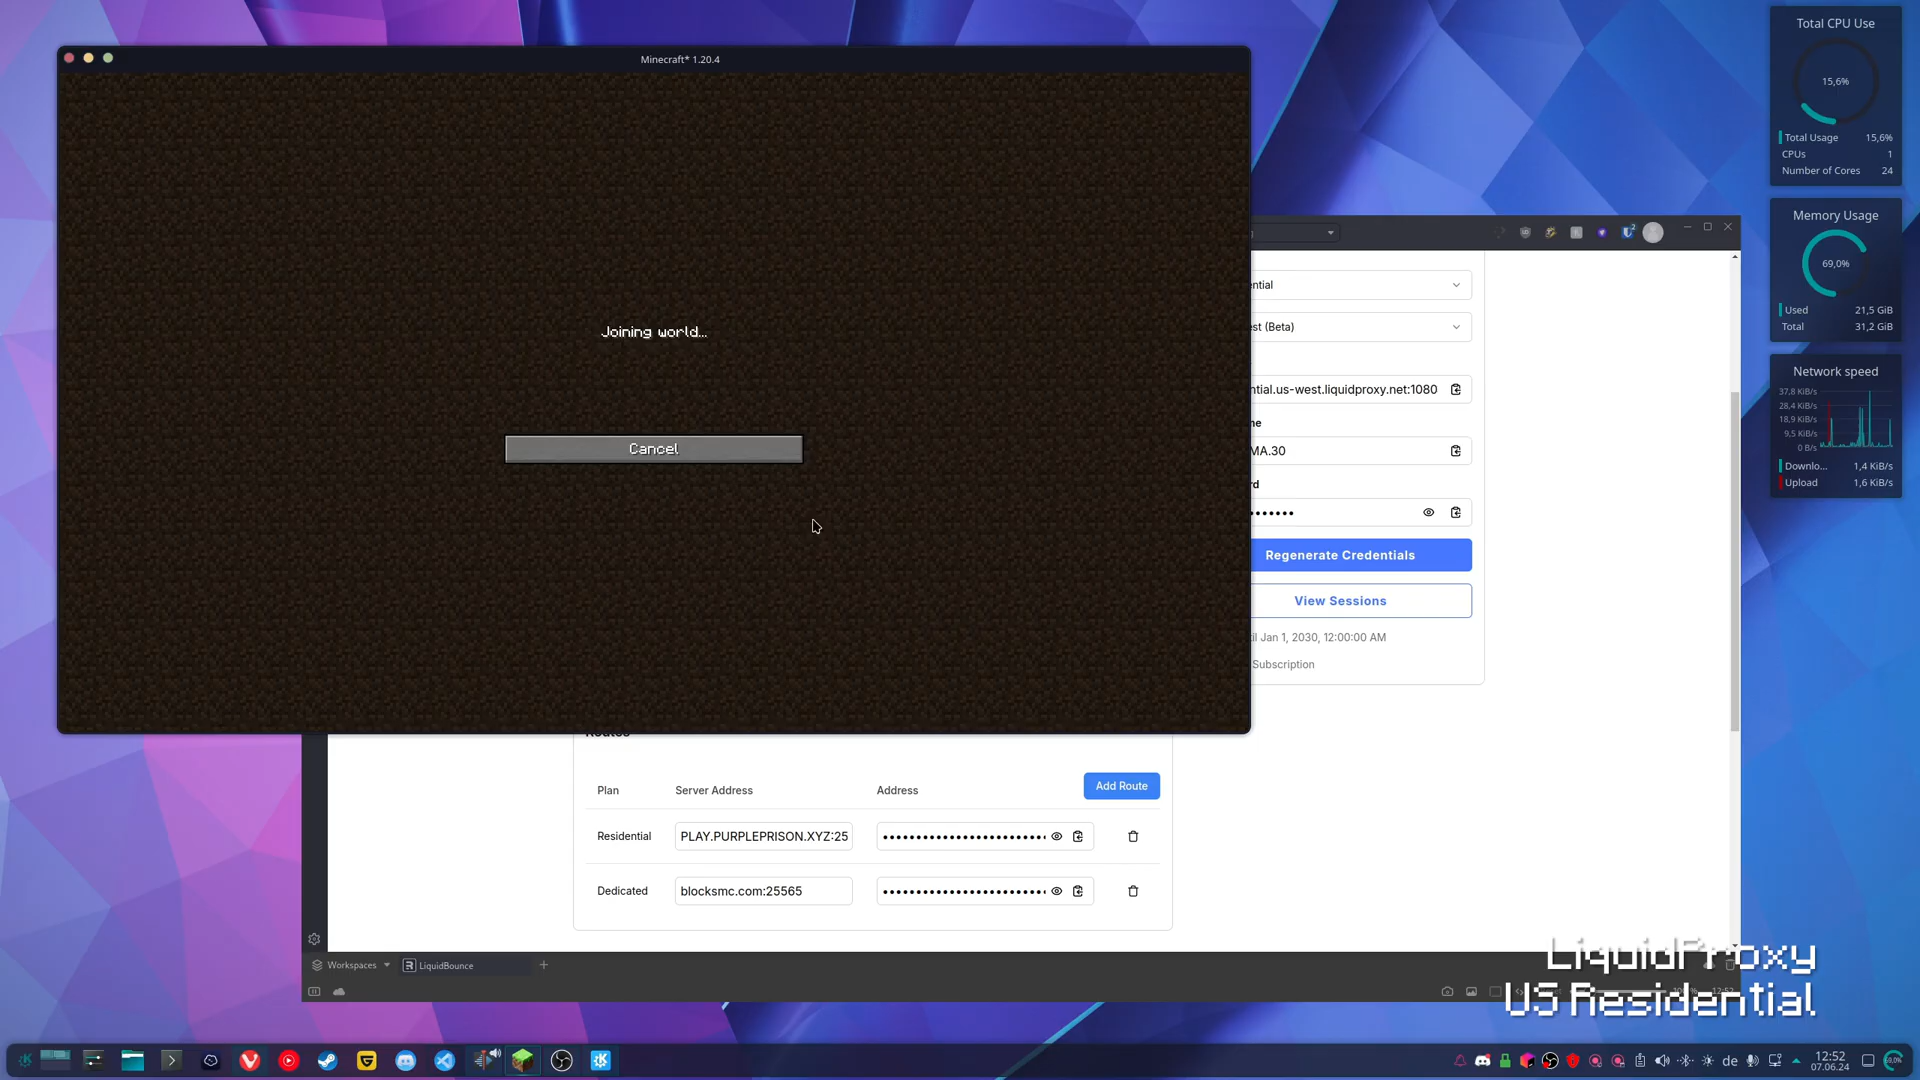 Minecraft* 1.20.4
Joining world...
Cancel
ential
est (Beta)
ntial.us-west.liquidproxy.net:1080
me
MA.30
rd
Regenerate Credentials
View Sessions
til Jan 1, 2030, 12:00:00 AM
Subscription
Routes
Plan
Server Address
Address
Add Route
Residential
PLAY.PURPLEPRISON.XYZ:25
Dedicated
blocksmc.com:25565
Workspaces
LiquidBounce
LiquidProxy
US Residential
Total CPU Use
15,6%
Total Usage 15,6%
CPUs 1
Number of Cores 24
Memory Usage
69,0%
Used 21,5 GiB
Total 31,2 GiB
Network speed
37,8 KiB/s
28,4 KiB/s
18,9 KiB/s
9,5 KiB/s
0 B/s
Downlo... 1,4 KiB/s
Upload 1,6 KiB/s
de
12:52
07.06.24